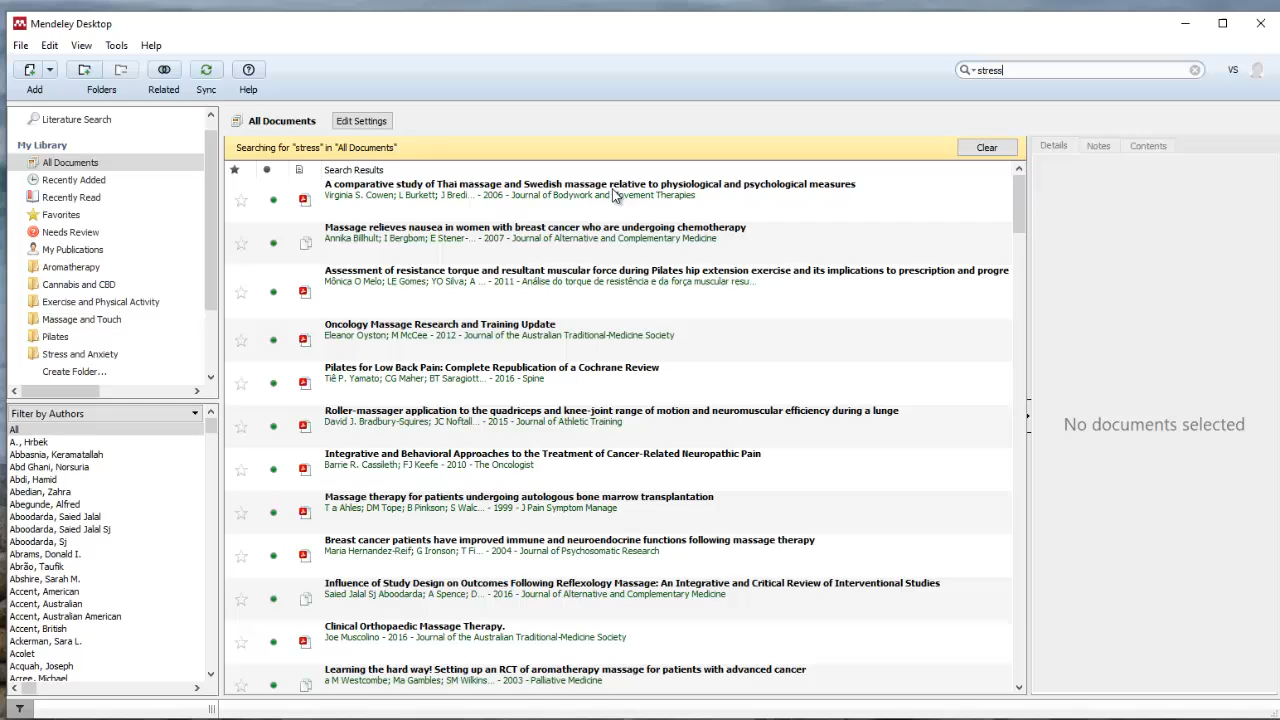 Mendeley Desktop
File Edit View Tools Help
stress
VS
Add Folders Related Sync Help
Literature Search
My Library
All Documents
Recently Added
Recently Read
Favorites
Needs Review
My Publications
Aromatherapy
Cannabis and CBD
Exercise and Physical Activity
Massage and Touch
Pilates
Stress and Anxiety
Create Folder...
Filter by Authors
All
A., Hrbek
Abbasnia, Keramatallah
Abd Ghani, Norsuria
Abdi, Hamid
Abedian, Zahra
Abegunde, Alfred
Aboodarda, Saied Jalal
Aboodarda, Saied Jalal Sj
Aboodarda, Sj
Abrams, Donald I.
Abrão, Taufik
Abshire, Sarah M.
Accent, American
Accent, Australian
Accent, Australian American
Accent, British
Ackerman, Sara L.
Acolet
Acquah, Joseph
Acree, Michael
All Documents Edit Settings
Searching for "stress" in "All Documents" Clear
Search Results
A comparative study of Thai massage and Swedish massage relative to physiological and psychological measures
Virginia S. Cowen; L Burkett; J Bredi... - 2006 - Journal of Bodywork and Movement Therapies
Massage relieves nausea in women with breast cancer who are undergoing chemotherapy
Annika Billhult; I Bergbom; E Stener-... - 2007 - Journal of Alternative and Complementary Medicine
Assessment of resistance torque and resultant muscular force during Pilates hip extension exercise and its implications to prescription and progre
Mônica O Melo; LE Gomes; YO Silva; A ... - 2011 - Análise do torque de resistência e da força muscular resu...
Oncology Massage Research and Training Update
Eleanor Oyston; M McCee - 2012 - Journal of the Australian Traditional-Medicine Society
Pilates for Low Back Pain: Complete Republication of a Cochrane Review
Tiê P. Yamato; CG Maher; BT Saragiott... - 2016 - Spine
Roller-massager application to the quadriceps and knee-joint range of motion and neuromuscular efficiency during a lunge
David J. Bradbury-Squires; JC Noftall... - 2015 - Journal of Athletic Training
Integrative and Behavioral Approaches to the Treatment of Cancer-Related Neuropathic Pain
Barrie R. Cassileth; FJ Keefe - 2010 - The Oncologist
Massage therapy for patients undergoing autologous bone marrow transplantation
T a Ahles; DM Tope; B Pinkson; S Walc... - 1999 - J Pain Symptom Manage
Breast cancer patients have improved immune and neuroendocrine functions following massage therapy
Maria Hernandez-Reif; G Ironson; T Fi... - 2004 - Journal of Psychosomatic Research
Influence of Study Design on Outcomes Following Reflexology Massage: An Integrative and Critical Review of Interventional Studies
Saied Jalal Sj Aboodarda; A Spence; D... - 2016 - Journal of Alternative and Complementary Medicine
Clinical Orthopaedic Massage Therapy.
Joe Muscolino - 2016 - Journal of the Australian Traditional-Medicine Society
Learning the hard way! Setting up an RCT of aromatherapy massage for patients with advanced cancer
a M Westcombe; Ma Gambles; SM Wilkins... - 2003 - Palliative Medicine
Details Notes Contents
No documents selected